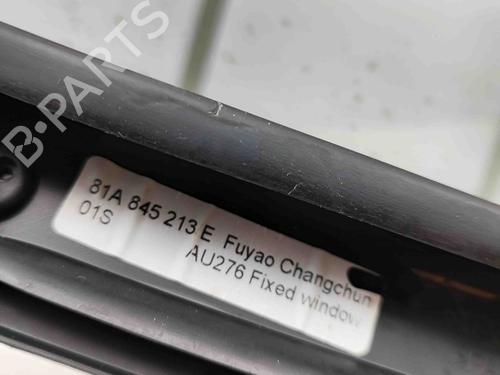 B-PARTS
81A 845 213 E Fuyao Changchun
01S AU276 Fixed window